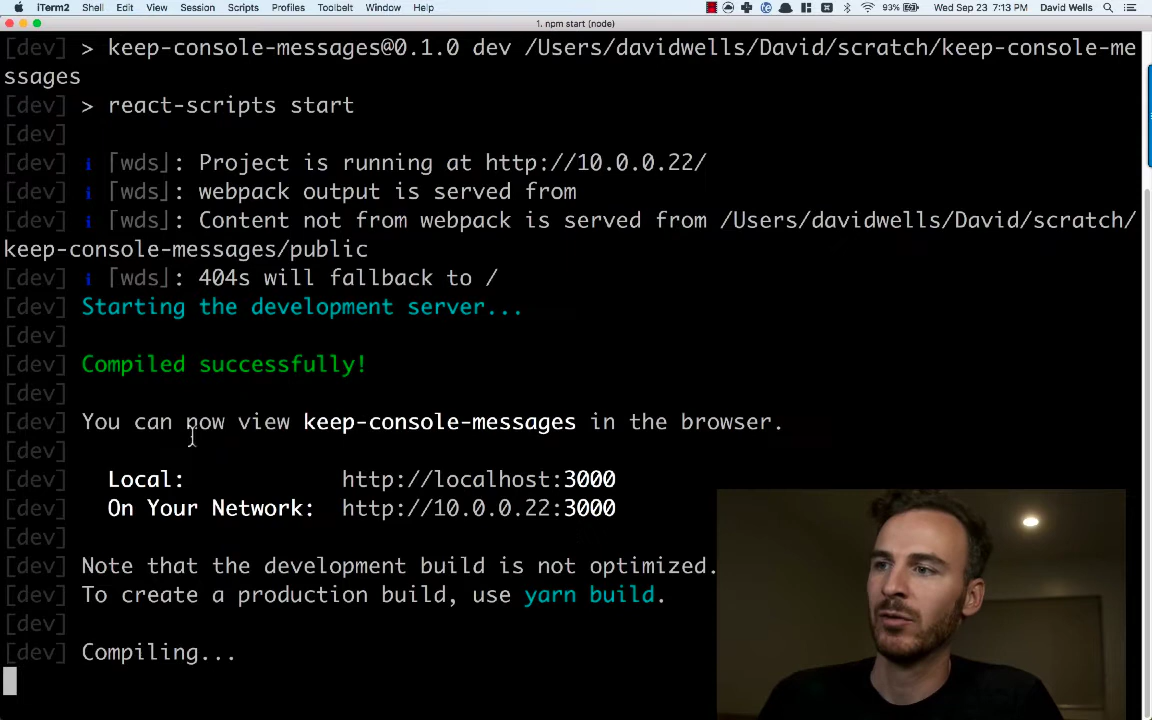 iTerm2 Shell Edit View Session Scripts Profiles Toolbelt Window Help 93% Wed Sep 23 7:13 PM David Wells
1. npm start (node)
[dev] > keep-console-messages@0.1.0 dev /Users/davidwells/David/scratch/keep-console-me
ssages
[dev] > react-scripts start
[dev]
[dev] ℹ ｢wds｣: Project is running at http://10.0.0.22/
[dev] ℹ ｢wds｣: webpack output is served from
[dev] ℹ ｢wds｣: Content not from webpack is served from /Users/davidwells/David/scratch/
keep-console-messages/public
[dev] ℹ ｢wds｣: 404s will fallback to /
[dev] Starting the development server...
[dev]
[dev] Compiled successfully!
[dev]
[dev] You can now view keep-console-messages in the browser.
[dev]
[dev] Local: http://localhost:3000
[dev] On Your Network: http://10.0.0.22:3000
[dev]
[dev] Note that the development build is not optimized.
[dev] To create a production build, use yarn build.
[dev]
[dev] Compiling...